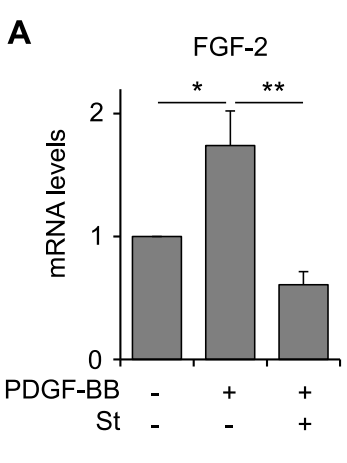 A
FGF-2
* **
mRNA levels
2
1
0
PDGF-BB - + +
St - - +